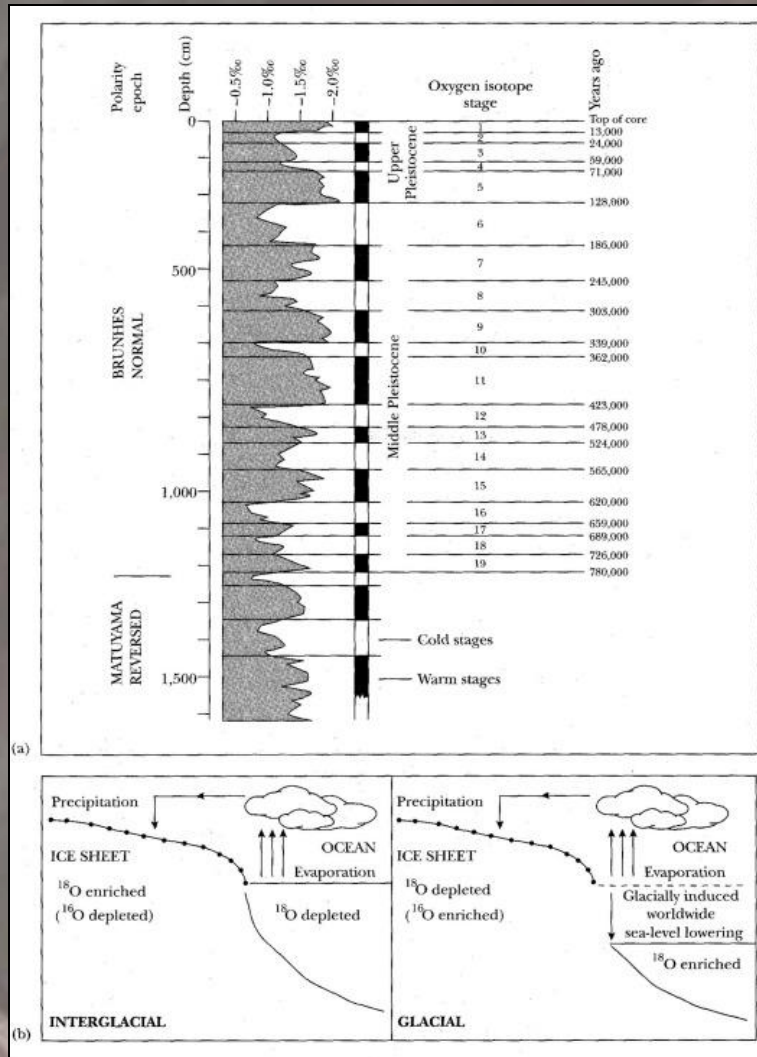 Polarity
epoch
Depth (cm)
−0.5‰
−1.0‰
−1.5‰
−2.0‰
Oxygen isotope
stage
Years ago
0
500
1,000
1,500
BRUNHES
NORMAL
MATUYAMA
REVERSED
Upper
Pleistocene
Middle Pleistocene
1
2
3
4
5
6
7
8
9
10
11
12
13
14
15
16
17
18
19
Top of core
13,000
24,000
59,000
71,000
128,000
186,000
245,000
303,000
339,000
362,000
423,000
478,000
524,000
565,000
620,000
659,000
689,000
726,000
780,000
Cold stages
Warm stages
(a)
Precipitation
ICE SHEET
¹⁸O enriched
(¹⁶O depleted)
OCEAN
Evaporation
¹⁸O depleted
INTERGLACIAL
Precipitation
ICE SHEET
¹⁸O depleted
(¹⁶O enriched)
OCEAN
Evaporation
Glacially induced
worldwide
sea-level lowering
¹⁸O enriched
GLACIAL
(b)